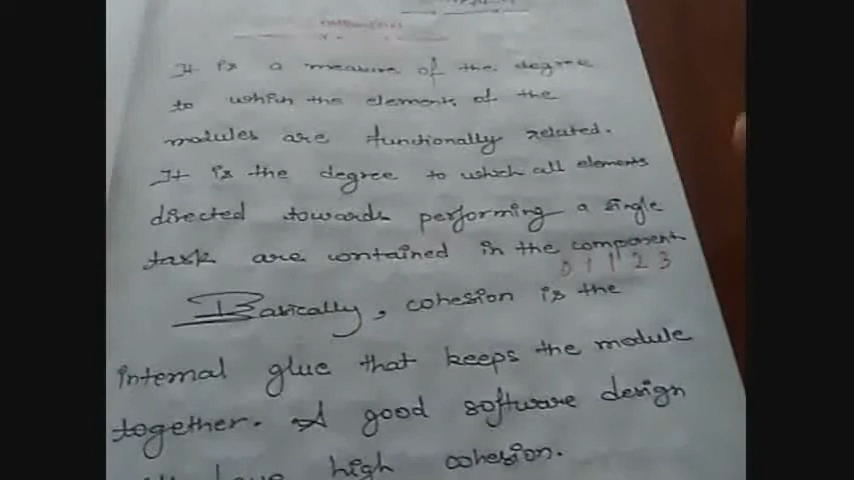 It is a measure of the degree
to which the elements of the
modules are functionally related.
It is the degree to which all elements
directed towards performing a single
task are contained in the component
0 1 1 2 3
Basically, cohesion is the
internal glue that keeps the module
together. A good software design
have high cohesion.